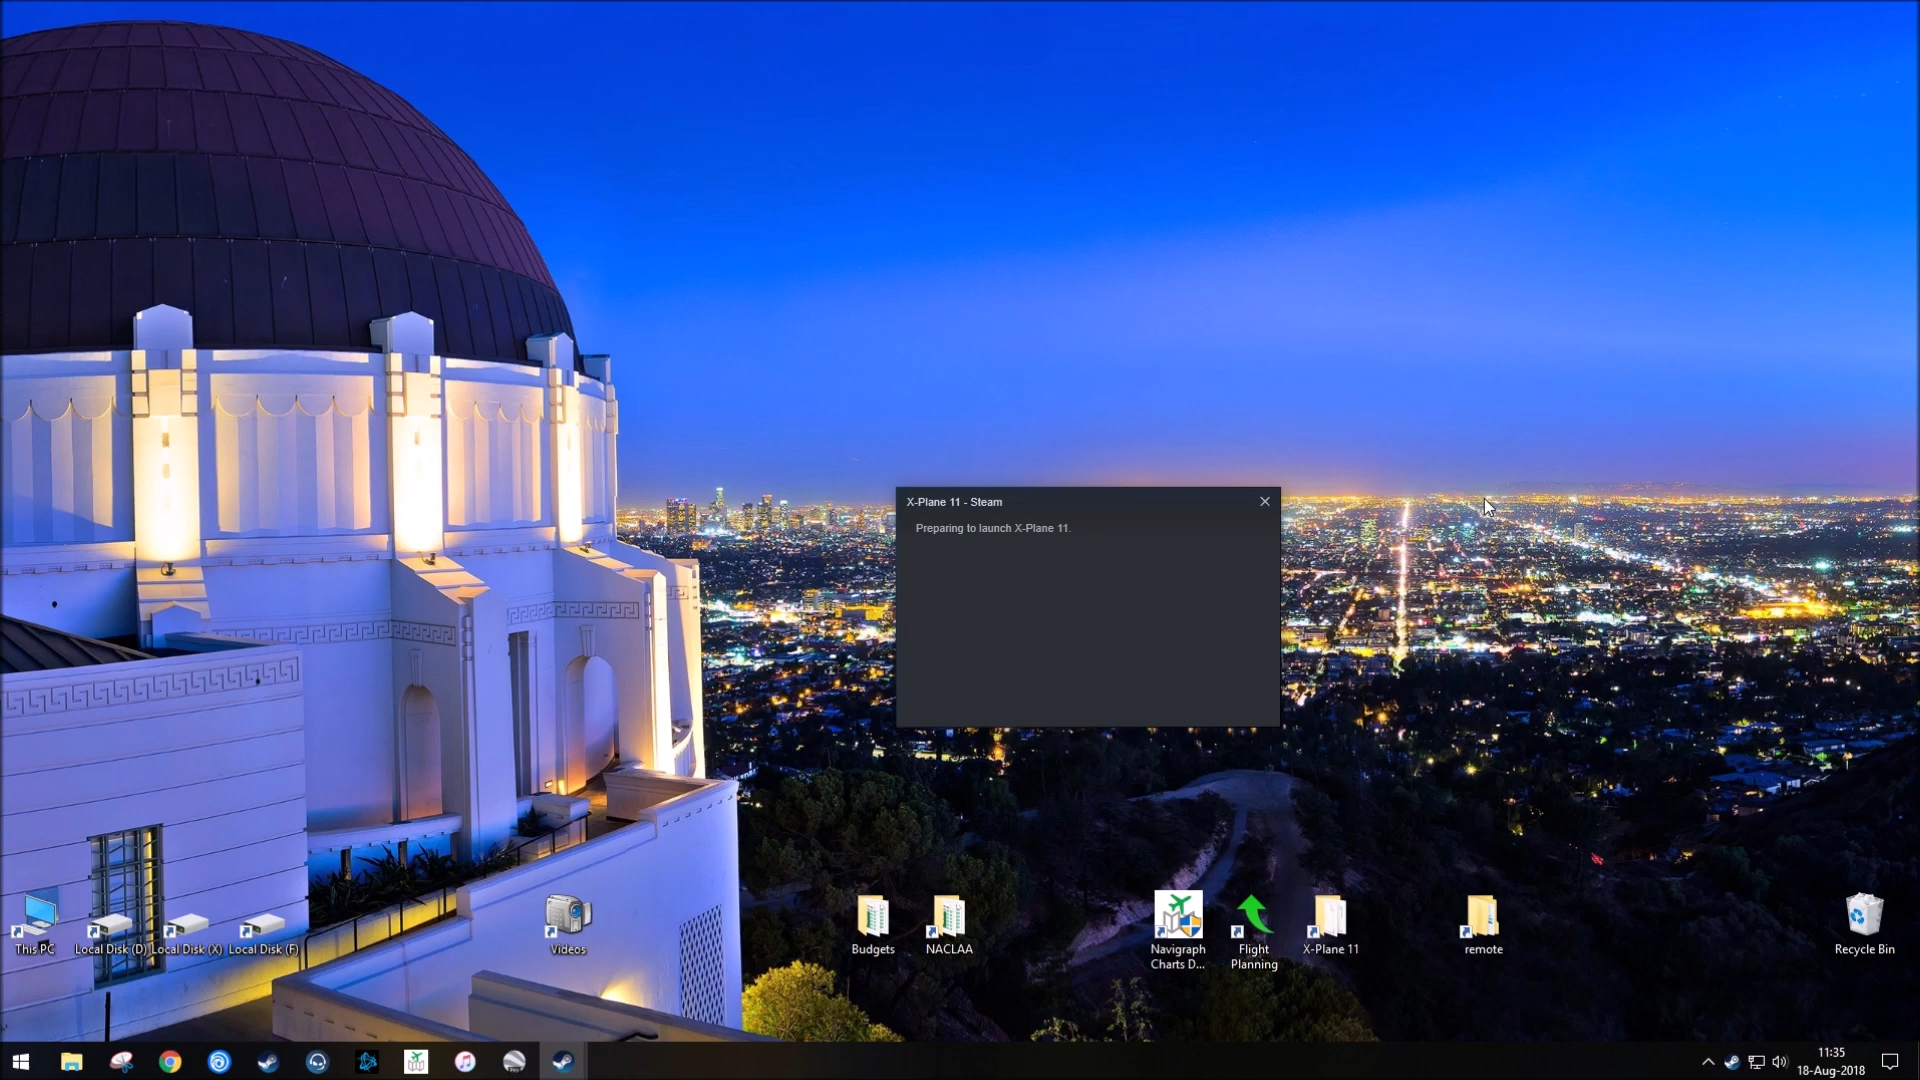 X-Plane 11 - Steam
Preparing to launch X-Plane 11.
This PC
Local Disk (D)
Local Disk (X)
Local Disk (F)
Videos
Budgets
NACLAA
Navigraph
Charts D...
Flight
Planning
X-Plane 11
remote
Recycle Bin
11:35
18-Aug-2018